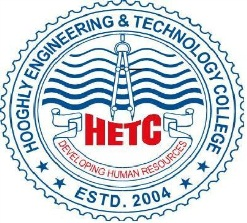 HOOGHLY ENGINEERING & TECHNOLOGY COLLEGE
HETC
DEVELOPING HUMAN RESOURCES
ESTD. 2004